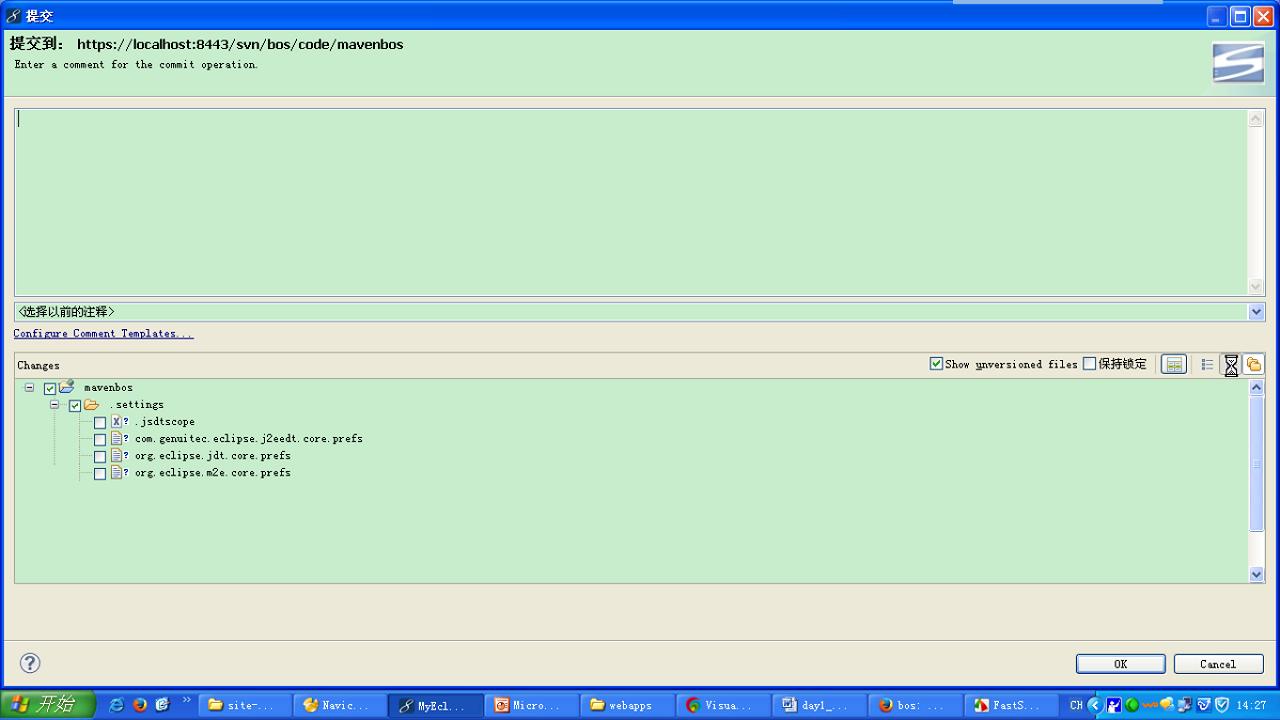 提交
提交到： https://localhost:8443/svn/bos/code/mavenbos
Enter a comment for the commit operation.
<选择以前的注释>
Configure Comment Templates...
Changes
Show unversioned files
保持锁定
mavenbos
.settings
.jsdtscope
com.genuitec.eclipse.j2eedt.core.prefs
org.eclipse.jdt.core.prefs
org.eclipse.m2e.core.prefs
OK
Cancel
开始
site-...
Navic...
MyEcl...
Micro...
webapps
Visua...
day1_...
bos: ...
FastS...
CH
14:27